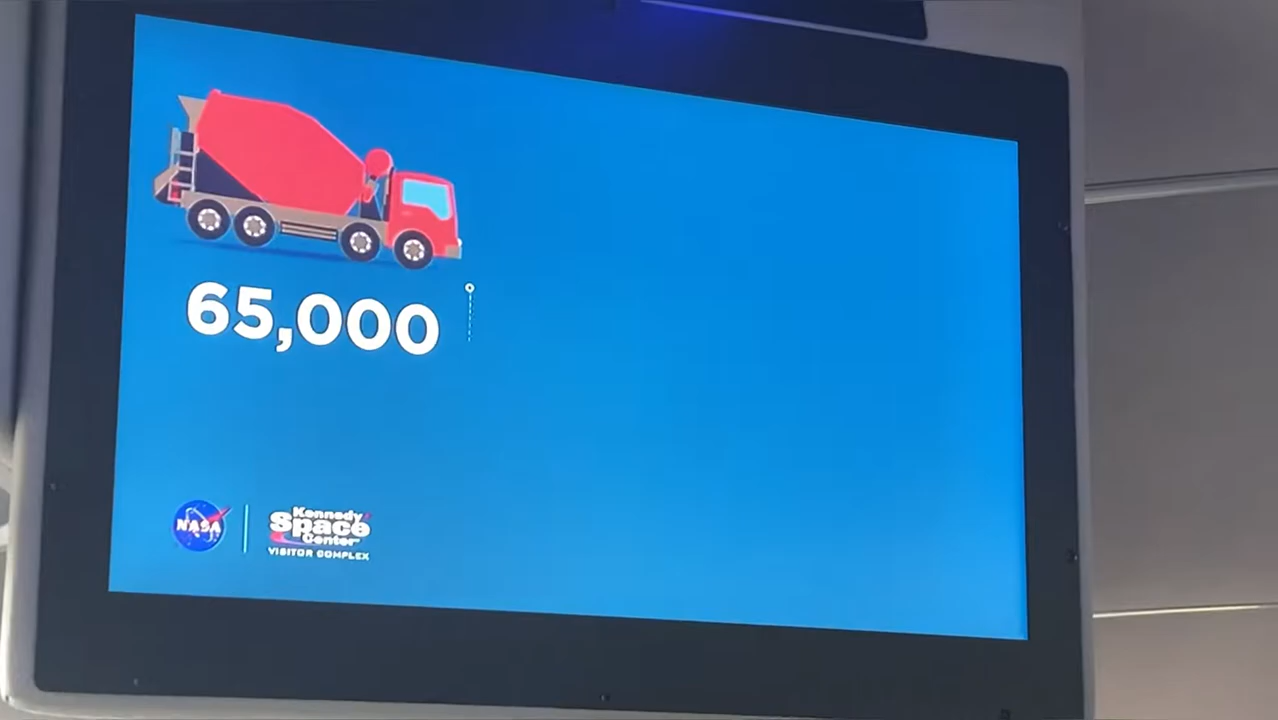 65,000
NASA
Kennedy
Space
Center
VISITOR COMPLEX